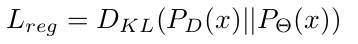 $L_{reg} = D_{KL}(P_D(x)||P_\Theta(x))$